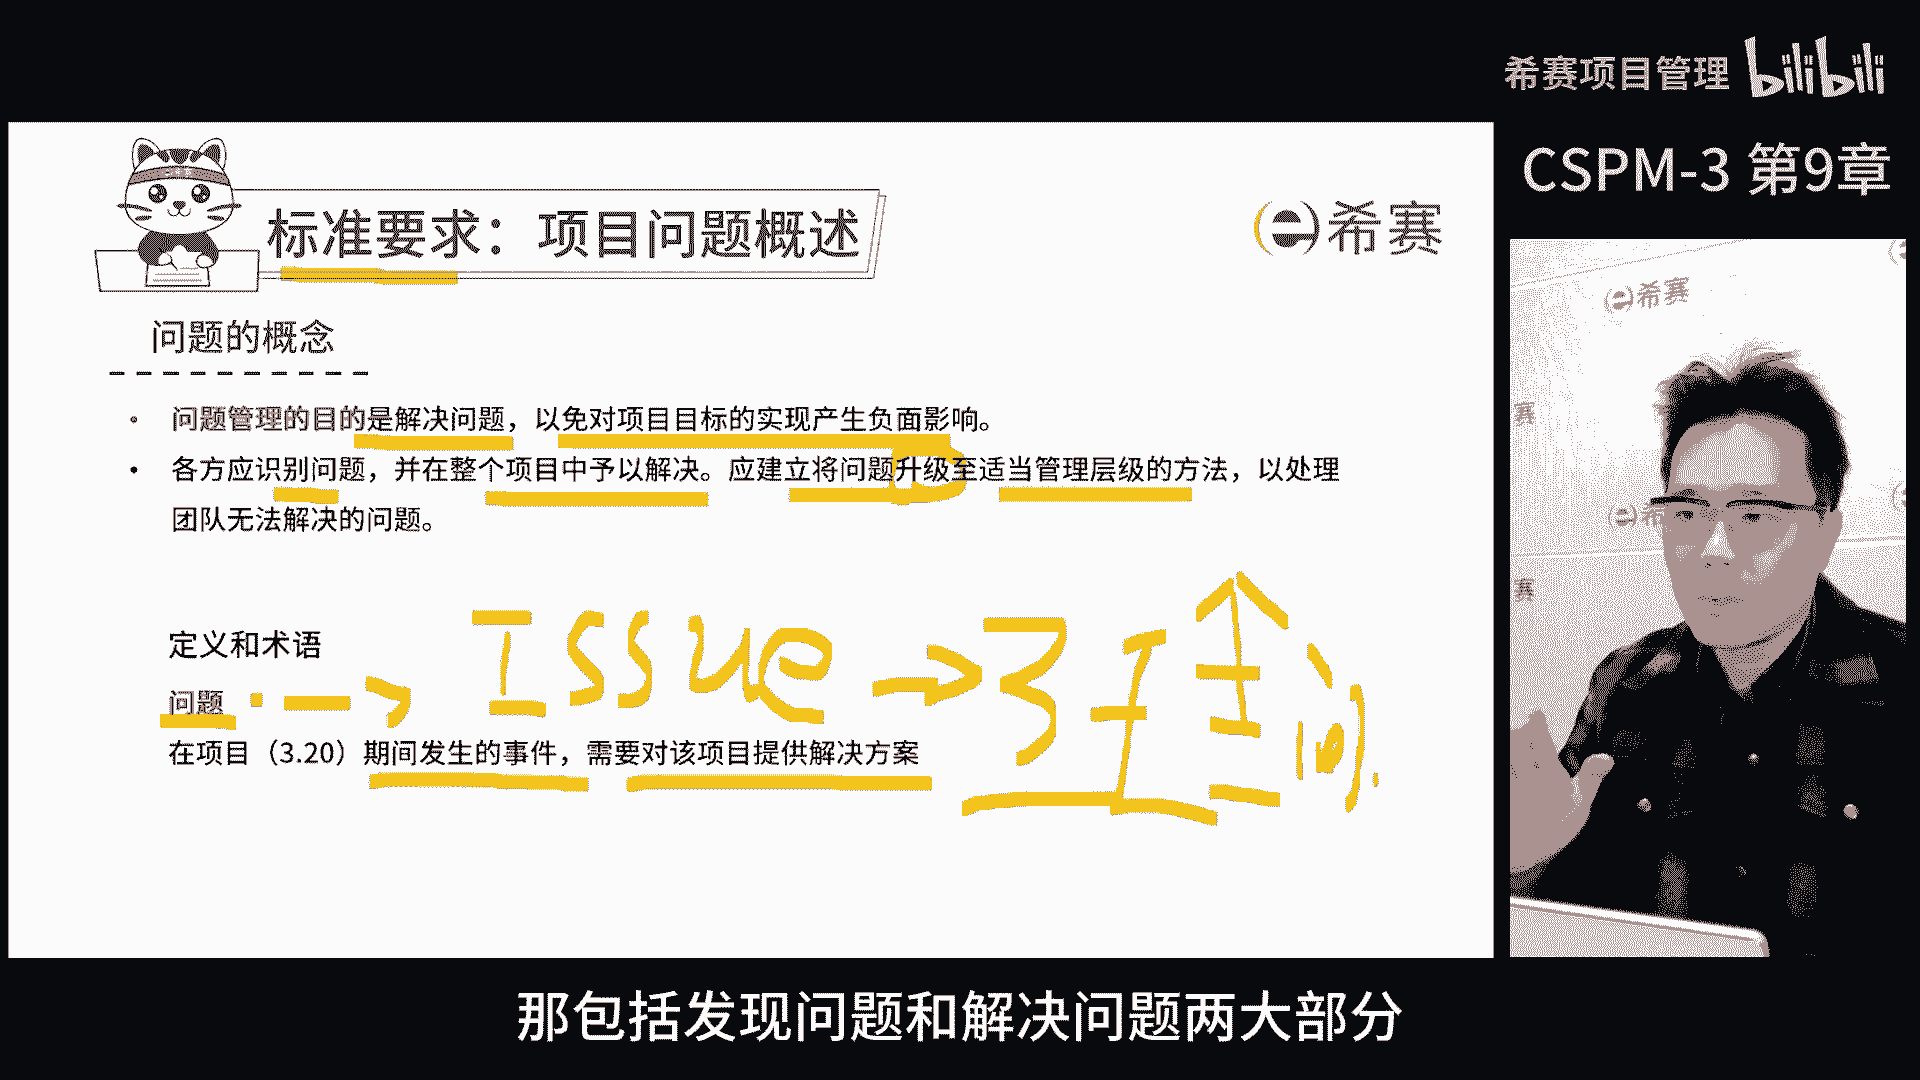 希赛项目管理 bilibili
CSPM-3 第9章
标准要求：项目问题概述
希赛
问题的概念
• 问题管理的目的是解决问题，以免对项目目标的实现产生负面影响。
• 各方应识别问题，并在整个项目中予以解决。应建立将问题升级至适当管理层级的方法，以处理
团队无法解决的问题。
定义和术语
Issue
问题
在项目（3.20）期间发生的事件，需要对该项目提供解决方案
希赛
希
赛
赛
那包括发现问题和解决问题两大部分